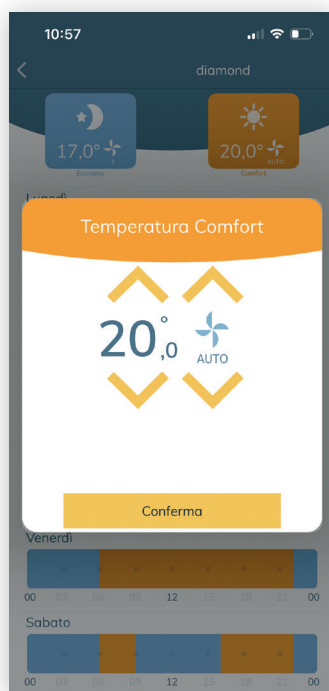 10:57
diamond
17,0°
20,0°
AUTO
Economy
Comfort
Lunedì
Temperatura Comfort
20,0°
AUTO
Conferma
Venerdì
00 03 06 09 12 15 18 21 00
Sabato
00 03 06 09 12 15 18 21 00